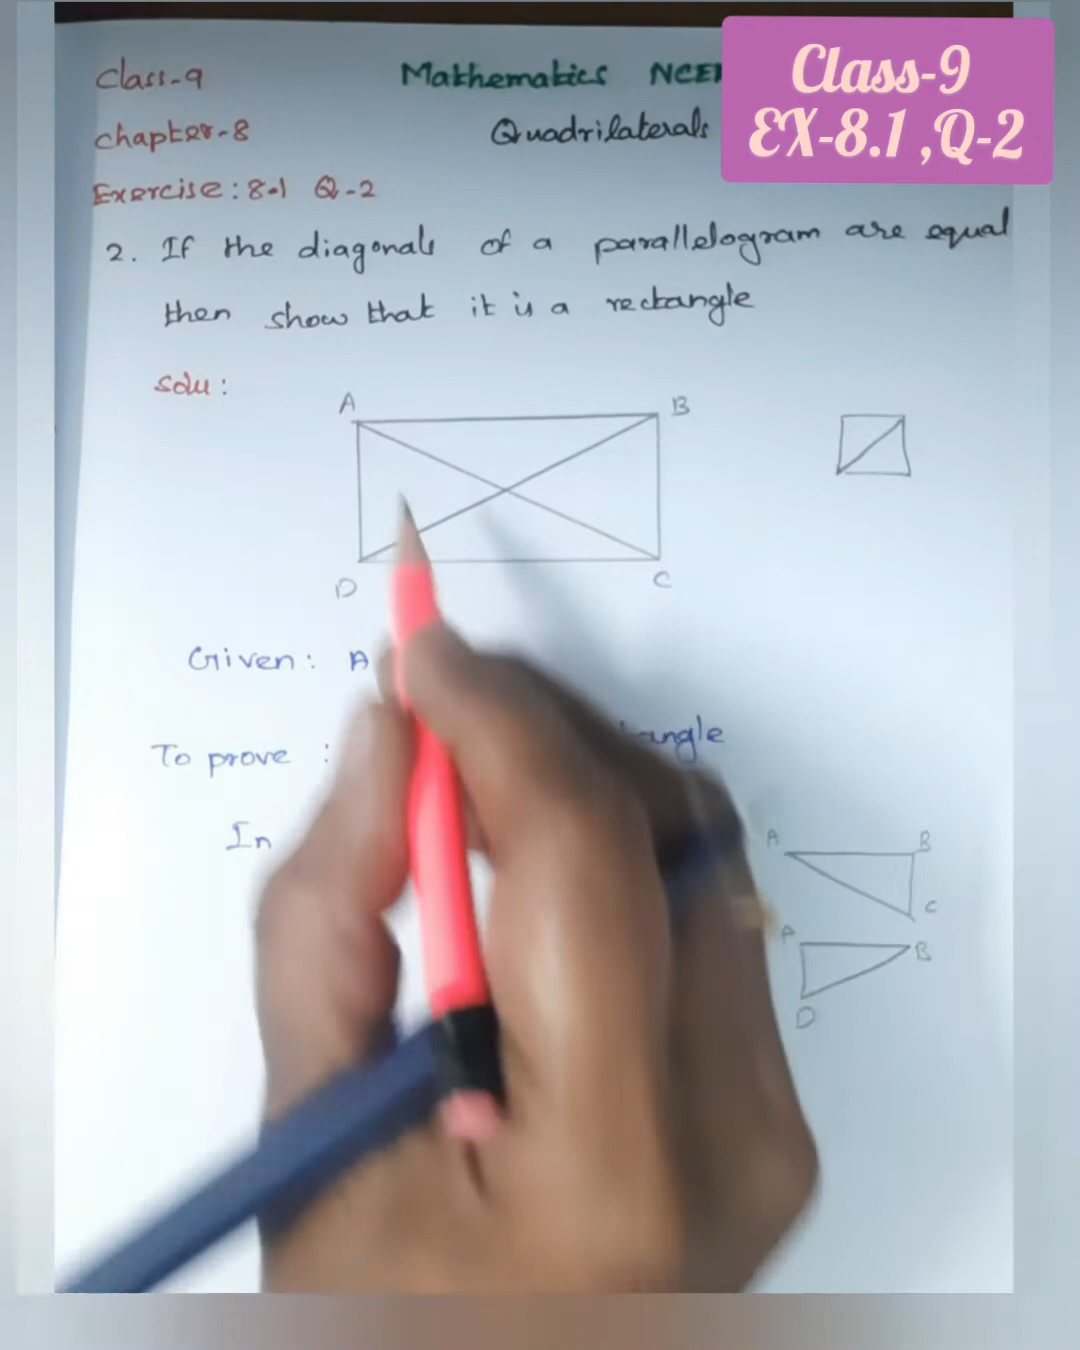 Class-9
EX-8.1 ,Q-2
Class-9 Mathematics
Chapter-8 Quadrilaterals
Exercise: 8.1 Q-2
2. If the diagonals of a parallelogram are equal
then show that it is a rectangle
Solu:
A B
D C
Given: A
To prove :
In
A B
C
A B
D